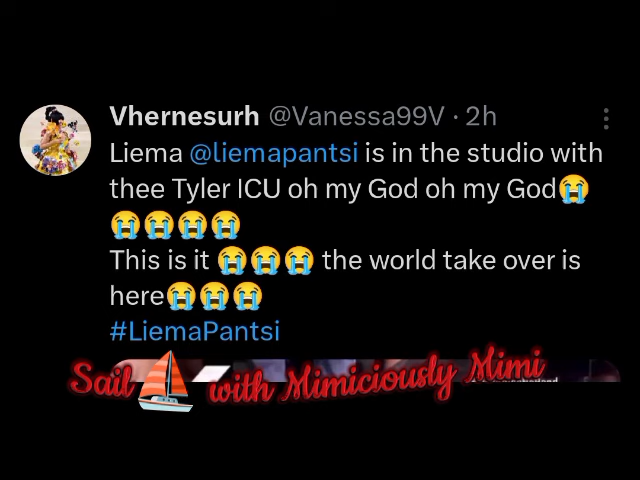 Vhernesurh @Vanessa99V · 2h
Liema @liemapantsi is in the studio with
thee Tyler ICU oh my God oh my God😭
😭😭😭😭
This is it 😭😭😭 the world take over is
here😭😭😭
#LiemaPantsi
Sail⛵ with Mimiciously Mimi